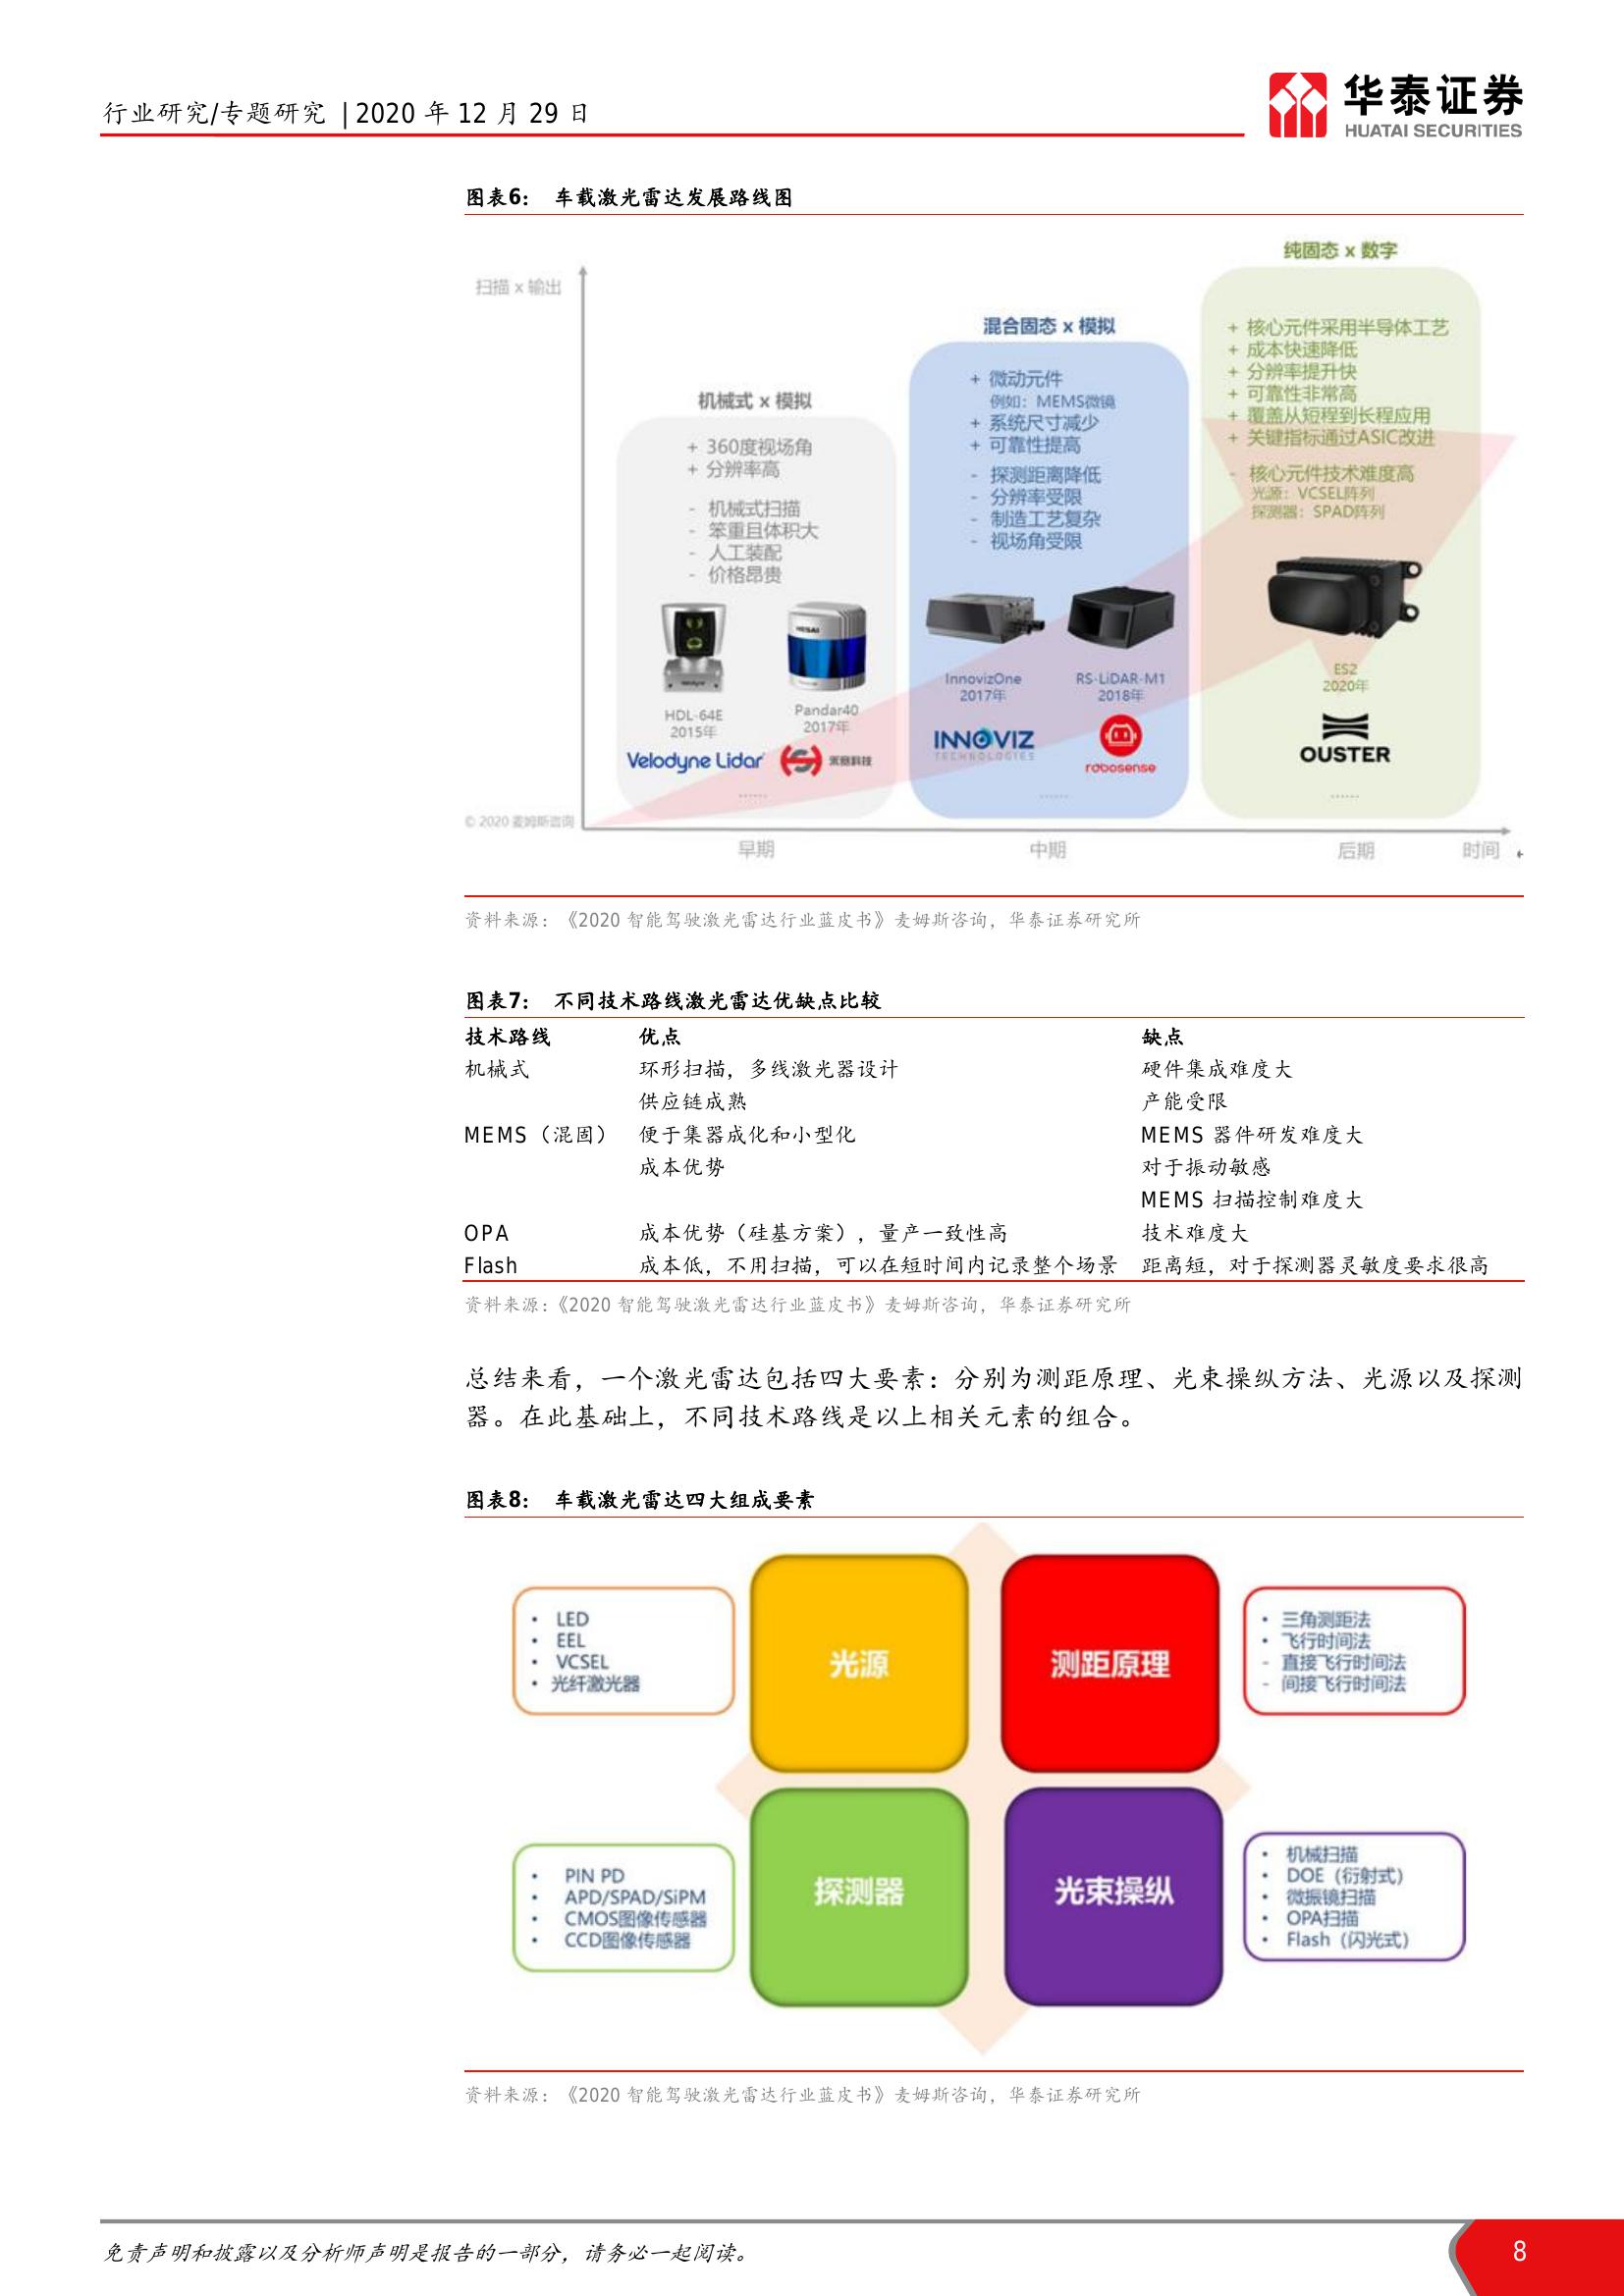 行业研究/专题研究 | 2020 年 12 月 29 日
华泰证券
HUATAI SECURITIES
图表6： 车载激光雷达发展路线图
扫描 x 输出
机械式 x 模拟
+ 360度视场角
+ 分辨率高
- 机械式扫描
- 笨重且体积大
- 人工装配
- 价格昂贵
HESAI
HDL-64E
2015年
Pandar40
2017年
Velodyne Lidar
禾赛科技
……
混合固态 x 模拟
+ 微动元件
例如：MEMS微镜
+ 系统尺寸减少
+ 可靠性提高
- 探测距离降低
- 分辨率受限
- 制造工艺复杂
- 视场角受限
InnovizOne
2017年
RS-LiDAR-M1
2018年
INNOVIZ
TECHNOLOGIES
robosense
……
纯固态 x 数字
+ 核心元件采用半导体工艺
+ 成本快速降低
+ 分辨率提升快
+ 可靠性非常高
+ 覆盖从短程到长程应用
+ 关键指标通过ASIC改进
- 核心元件技术难度高
光源：VCSEL阵列
探测器：SPAD阵列
ES2
2020年
OUSTER
……
© 2020 麦姆斯咨询
早期 中期 后期 时间
资料来源：《2020 智能驾驶激光雷达行业蓝皮书》麦姆斯咨询，华泰证券研究所
图表7： 不同技术路线激光雷达优缺点比较
技术路线 优点 缺点
机械式 环形扫描，多线激光器设计 硬件集成难度大
供应链成熟 产能受限
MEMS（混固） 便于集器成化和小型化 MEMS 器件研发难度大
成本优势 对于振动敏感
MEMS 扫描控制难度大
OPA 成本优势（硅基方案），量产一致性高 技术难度大
Flash 成本低，不用扫描，可以在短时间内记录整个场景 距离短，对于探测器灵敏度要求很高
资料来源：《2020 智能驾驶激光雷达行业蓝皮书》麦姆斯咨询，华泰证券研究所
总结来看，一个激光雷达包括四大要素：分别为测距原理、光束操纵方法、光源以及探测
器。在此基础上，不同技术路线是以上相关元素的组合。
图表8： 车载激光雷达四大组成要素
• LED
• EEL
• VCSEL
• 光纤激光器
光源
测距原理
• 三角测距法
• 飞行时间法
- 直接飞行时间法
- 间接飞行时间法
• PIN PD
• APD/SPAD/SiPM
• CMOS图像传感器
• CCD图像传感器
探测器
光束操纵
• 机械扫描
• DOE（衍射式）
• 微振镜扫描
• OPA扫描
• Flash（闪光式）
资料来源：《2020 智能驾驶激光雷达行业蓝皮书》麦姆斯咨询，华泰证券研究所
免责声明和披露以及分析师声明是报告的一部分，请务必一起阅读。
8